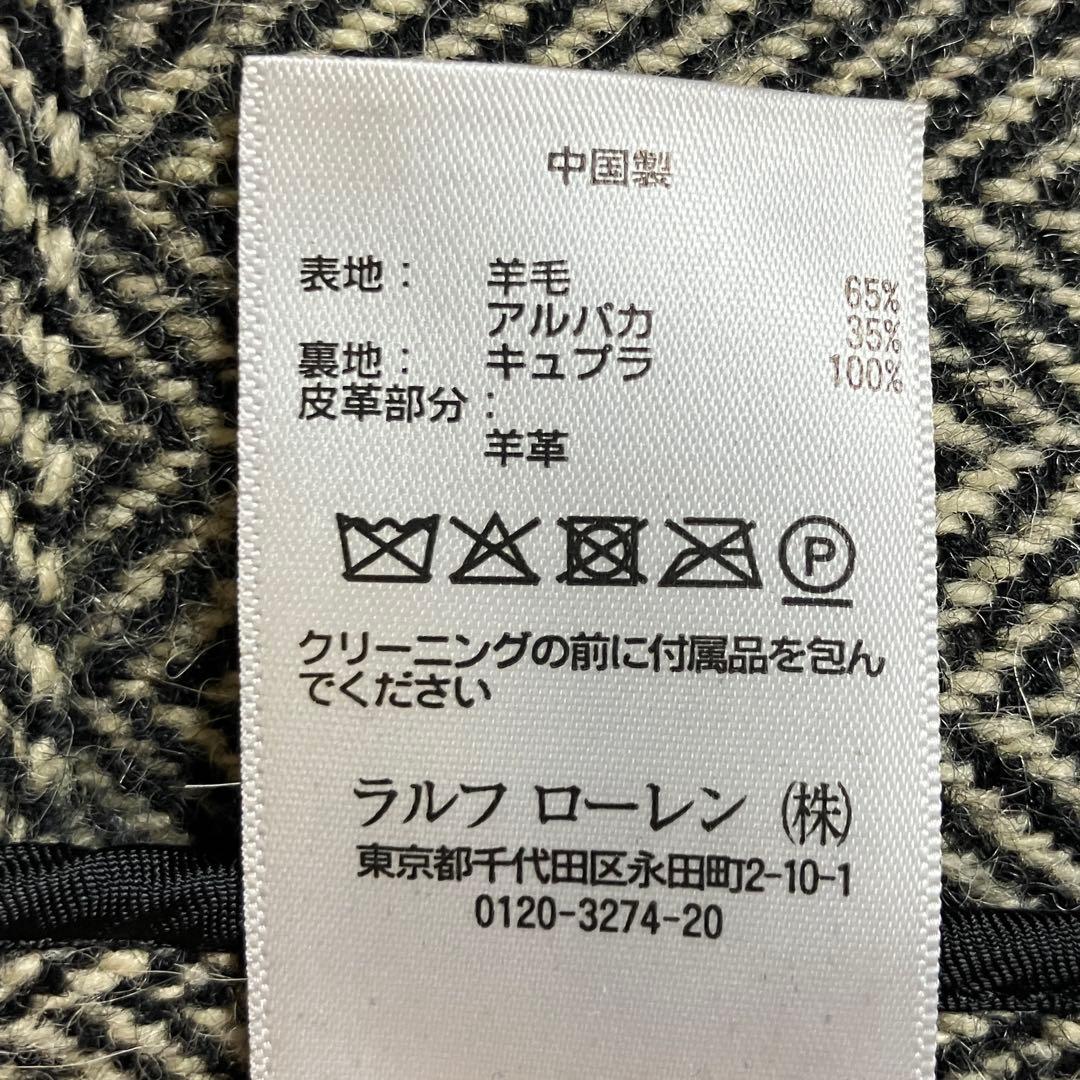 中国製
表地: 羊毛 65%
アルパカ 35%
裏地: キュプラ 100%
皮革部分:
羊革
P
クリーニングの前に付属品を包ん
でください
ラルフ ローレン (株)
東京都千代田区永田町2-10-1
0120-3274-20